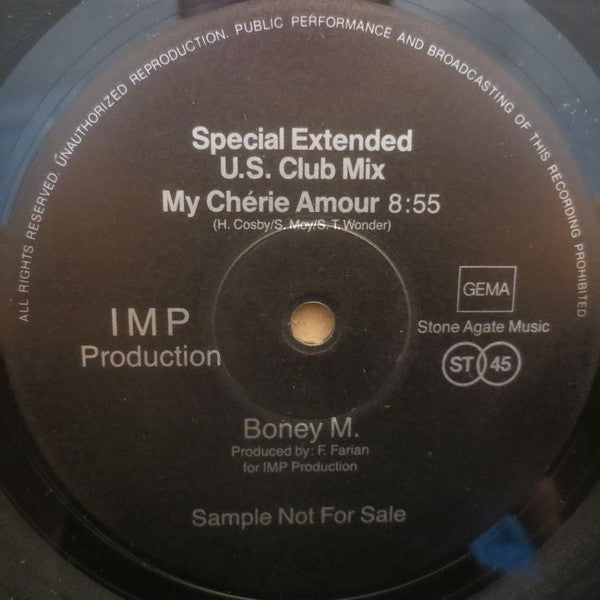 ALL RIGHTS RESERVED. UNAUTHORIZED REPRODUCTION. PUBLIC PERFORMANCE AND BROADCASTING OF THIS RECORDING PROHIBITED
Special Extended
U.S. Club Mix
My Chérie Amour 8:55
(H. Cosby/S. Moy/S. T. Wonder)
GEMA
IMP
Production
Stone Agate Music
ST 45
Boney M.
Produced by: F. Farian
for IMP Production
Sample Not For Sale